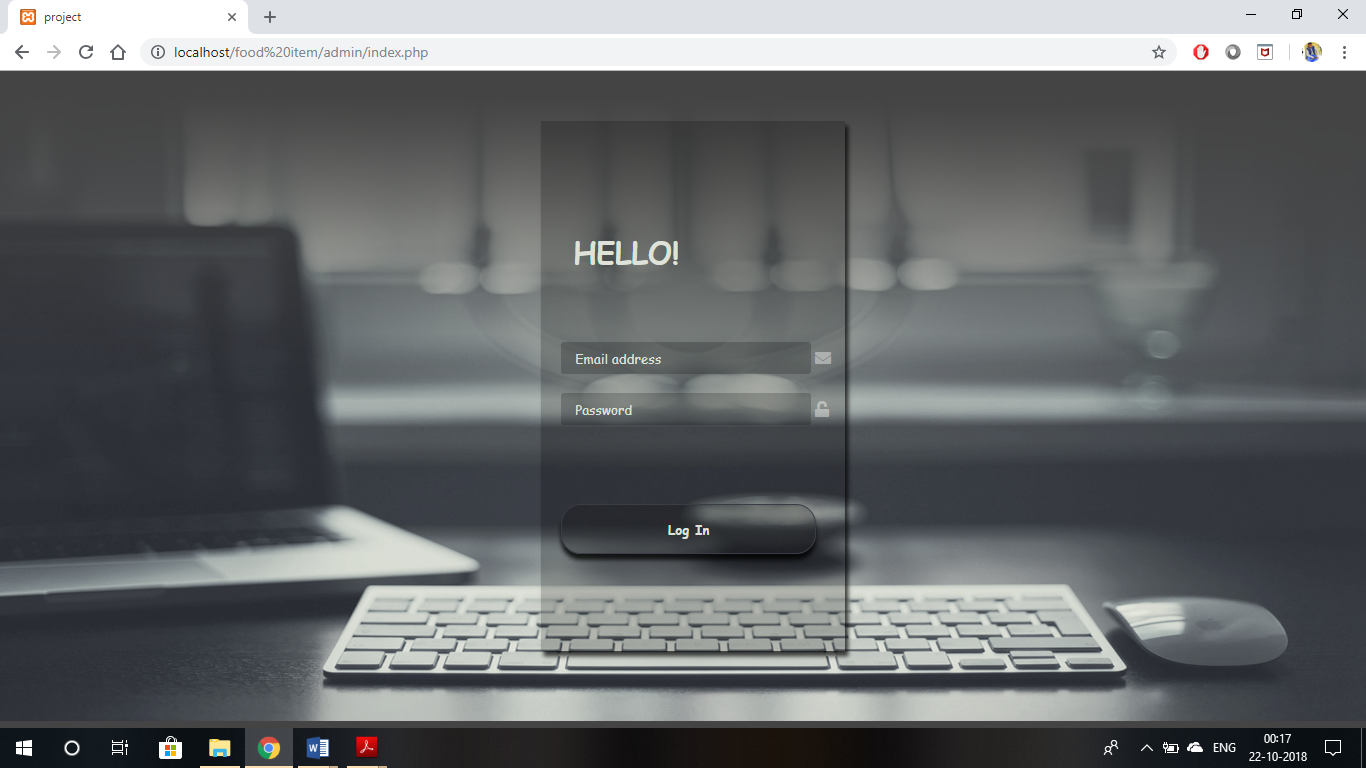 project
localhost/food%20item/admin/index.php
HELLO!
Email address
Password
Log In
ENG
00:17
22-10-2018